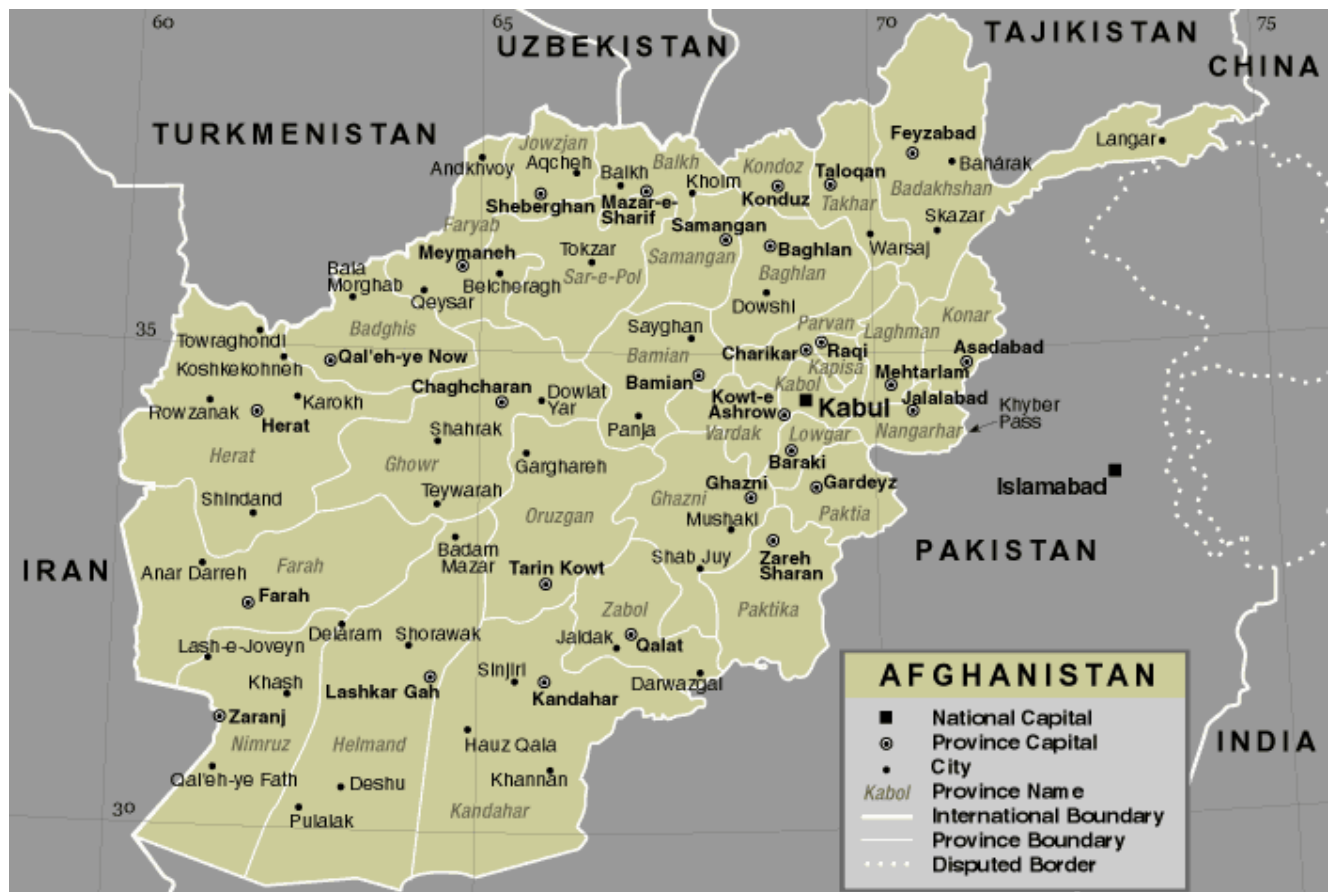 60
65
70
75
UZBEKISTAN
TAJIKISTAN
CHINA
TURKMENISTAN
Jowzjan
Andkhvoy
Aqcheh
Balkh
Balkh
Kholm
Kondoz
Taloqan
Feyzabad
Baharak
Langar
Sheberghan
Mazar-e-
Sharif
Konduz
Takhar
Badakhshan
Faryab
Samangan
Skazar
Meymaneh
Tokzar
Samangan
Baghlan
Warsaj
Bala
Morghab
Belcheragh
Sar-e-Pol
Baghlan
Qeysar
Dowshl
35
Towraghondl
Badghis
Sayghan
Parvan
Laghman
Konar
Koshkekohneh
Qal'eh-ye Now
Bamian
Charikar
Raqi
Asadabad
Kapisa
Chaghcharan
Dowlat
Yar
Bamian
Kabol
Mehtarlam
Rowzanak
Karokh
Kowt-e
Ashrow
Kabul
Jalalabad
Khyber
Pass
Herat
Shahrak
Panja
Vardak
Lowgar
Nangarhar
Herat
Ghowr
Garghareh
Baraki
Shlndand
Teywarah
Ghazni
Ghazni
Gardeyz
Islamabad
Oruzgan
Mushaki
Paktia
IRAN
Anar Darreh
Farah
Badam
Mazar
Tarin Kowt
Shab Juy
Zareh
Sharan
PAKISTAN
Farah
Zabol
Paktika
Delaram
Shorawak
Jaldak
Qalat
Lash-e-Joveyn
Khash
Lashkar Gah
Sinjiri
Kandahar
Darwazgal
Zaranj
Nimruz
Helmand
Hauz Qala
INDIA
Qal'eh-ye Fath
Deshu
Khannan
Pulalak
Kandahar
30
AFGHANISTAN
National Capital
Province Capital
City
Kabol
Province Name
International Boundary
Province Boundary
Disputed Border